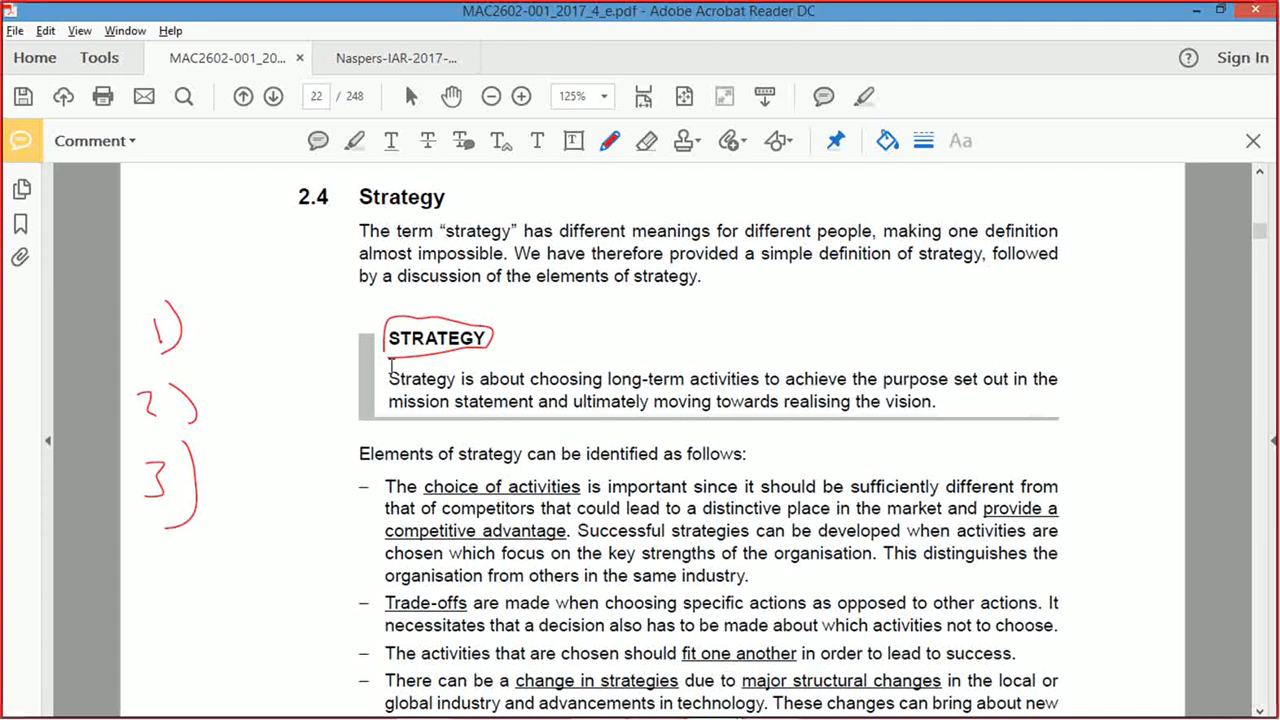 MAC2602-001_2017_4_e.pdf - Adobe Acrobat Reader DC
File Edit View Window Help
Home Tools MAC2602-001_20... × Naspers-IAR-2017-... Sign In
22 / 248 125%
Comment
2.4 Strategy
The term “strategy” has different meanings for different people, making one definition
almost impossible. We have therefore provided a simple definition of strategy, followed
by a discussion of the elements of strategy.
1)
STRATEGY
Strategy is about choosing long-term activities to achieve the purpose set out in the
2)
mission statement and ultimately moving towards realising the vision.
3)
Elements of strategy can be identified as follows:
– The choice of activities is important since it should be sufficiently different from
that of competitors that could lead to a distinctive place in the market and provide a
competitive advantage. Successful strategies can be developed when activities are
chosen which focus on the key strengths of the organisation. This distinguishes the
organisation from others in the same industry.
– Trade-offs are made when choosing specific actions as opposed to other actions. It
necessitates that a decision also has to be made about which activities not to choose.
– The activities that are chosen should fit one another in order to lead to success.
– There can be a change in strategies due to major structural changes in the local or
global industry and advancements in technology. These changes can bring about new